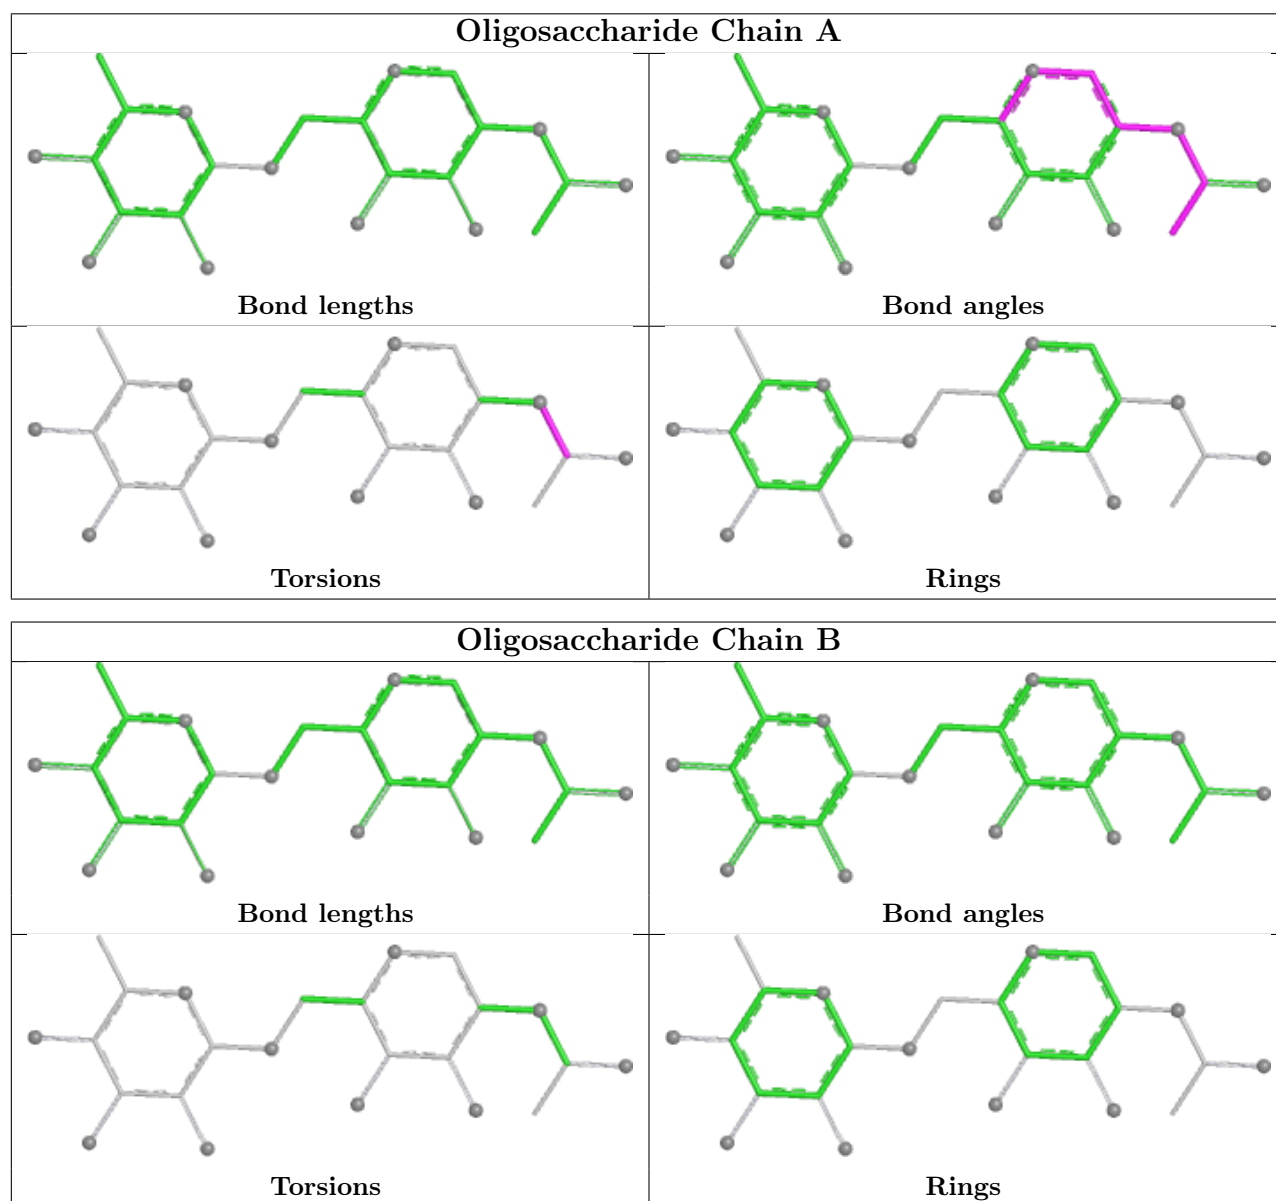 Oligosaccharide Chain A
Bond lengths
Bond angles
Torsions
Rings
Oligosaccharide Chain B
Bond lengths
Bond angles
Torsions
Rings